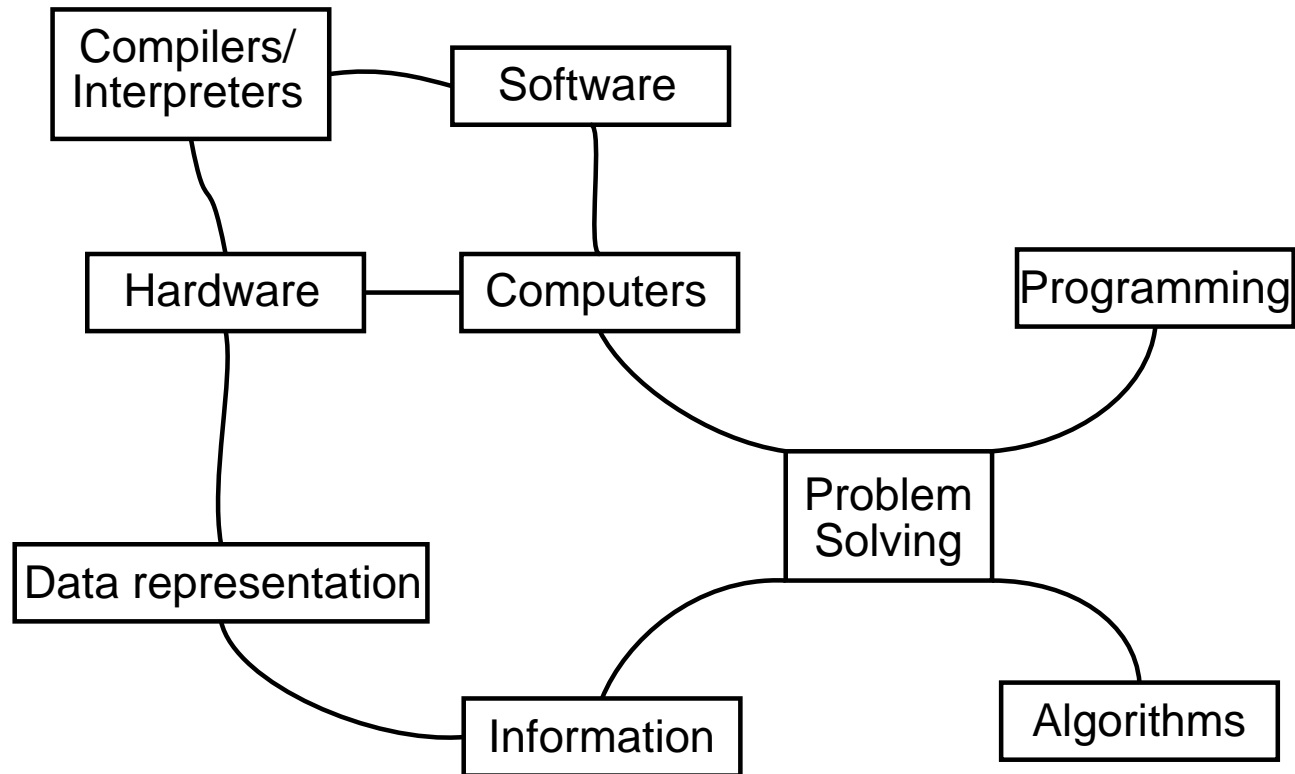 Compilers/
Interpreters
Software
Hardware
Computers
Programming
Problem
Solving
Data representation
Information
Algorithms